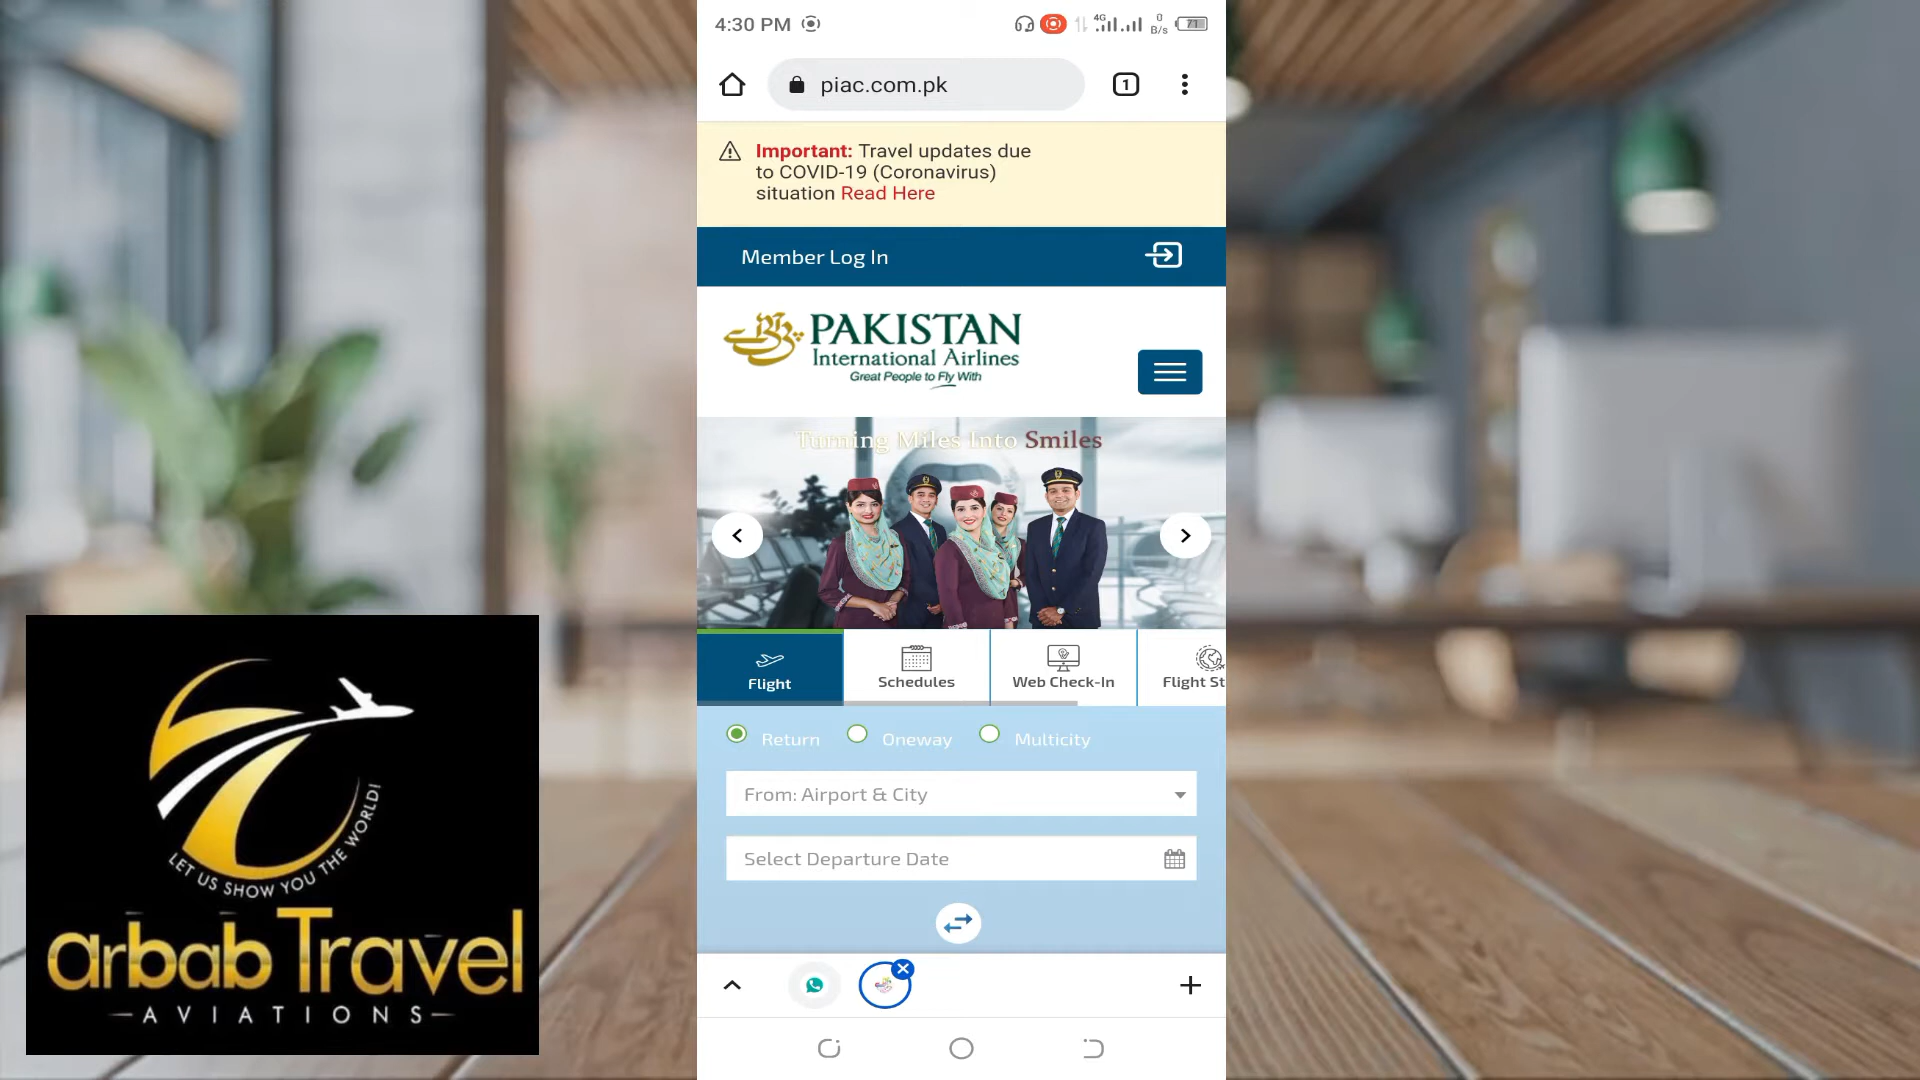 4:30 PM
4G
0
B/s
71
piac.com.pk
1
Important: Travel updates due
to COVID-19 (Coronavirus)
situation Read Here
Member Log In
PAKISTAN
International Airlines
Great People to Fly With
Turning Miles Into Smiles
Flight
Schedules
Web Check-In
Flight St
Return
Oneway
Multicity
From: Airport & City
Select Departure Date
LET US SHOW YOU THE WORLD!
arbab Travel
AVIATIONS